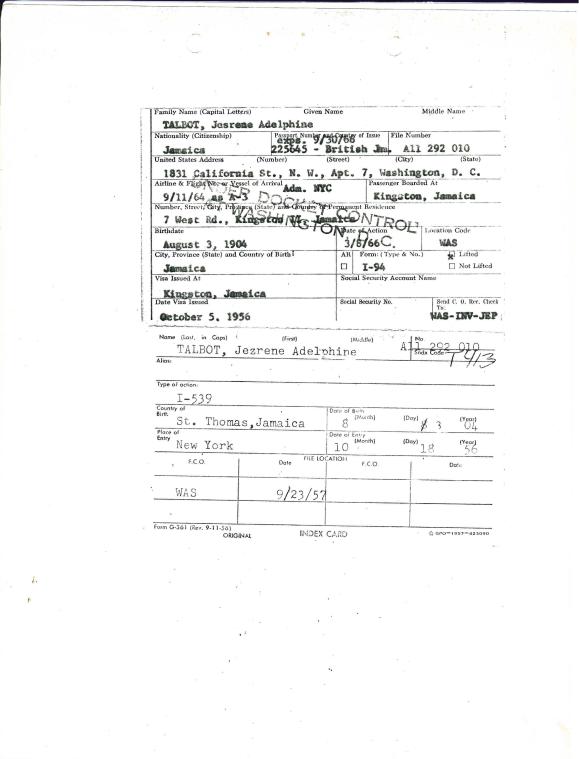 Family Name (Capital Letters) Given Name Middle Name
TALBOT, Jesrene Adelphine
Nationality (Citizenship) Passport Number and Country of Issue File Number
exps. 9/30/66
Jamaica 225645 - British Jm. A11 292 010
United States Address (Number) (Street) (City) (State)
1831 California St., N. W., Apt. 7, Washington, D. C.
Airline & Flight No. or Vessel of Arrival Passenger Boarded At
9/11/64 as A-3 Adm. NYC Kingston, Jamaica
Number, Street, City, Province (State) and Country of Permanent Residence
7 West Rd., Kingston Jamaica
UNDER DOCKET CONTROL
WASHINGTON, D. C.
Birthdate Date of Action Location Code
August 3, 1904 3/8/66 WAS
City, Province (State) and Country of Birth AR Form: (Type & No.) Lifted
Jamaica I-94 Not Lifted
Visa Issued At Social Security Account Name
Kingston, Jamaica
Date Visa Issued Social Security No. Send C. O. Rec. Check To:
October 5, 1956 WAS-INV-JEP
Name (Last, in Caps) (First) (Middle) No.
TALBOT, Jezrene Adelphine A11 292 010
Alias: Sndx Code T413
Type of action:
I-539
Country of Birth Date of Birth (Month) (Day) (Year)
St. Thomas,Jamaica 8 3 04
Place of Entry Date of Entry (Month) (Day) (Year)
New York 10 18 56
FILE LOCATION
F.C.O. Date F.C.O. Date
WAS 9/23/57
Form G-361 (Rev. 9-11-56)
ORIGINAL INDEX CARD © GPO—1957—423090